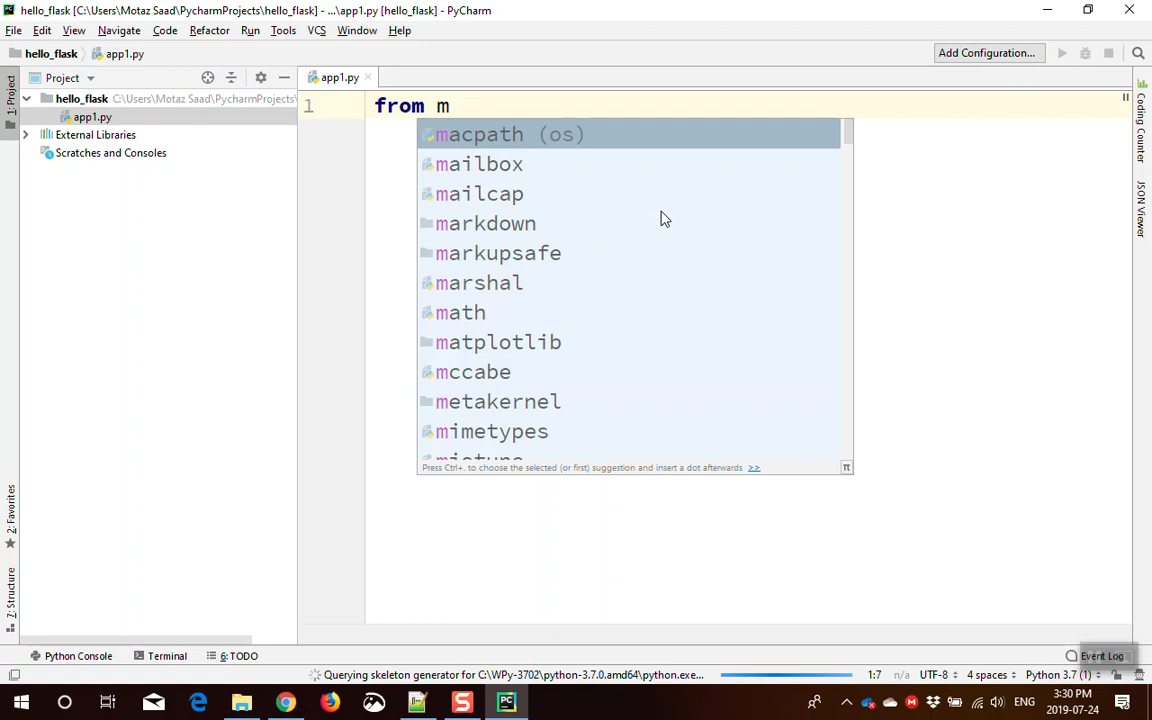 hello_flask [C:\Users\Motaz Saad\PycharmProjects\hello_flask] - ...\app1.py [hello_flask] - PyCharm
File Edit View Navigate Code Refactor Run Tools VCS Window Help
hello_flask app1.py Add Configuration...
1: Project
Project
app1.py
hello_flask C:\Users\Motaz Saad\PycharmProjects\
app1.py
External Libraries
Scratches and Consoles
1 from m
macpath (os)
mailbox
mailcap
markdown
markupsafe
marshal
math
matplotlib
mccabe
metakernel
mimetypes
Press Ctrl+. to choose the selected (or first) suggestion and insert a dot afterwards >> π
Coding Counter
JSON Viewer
2: Favorites
7: Structure
Python Console Terminal 6: TODO Event Log
Querying skeleton generator for C:\WPy-3702\python-3.7.0.amd64\python.exe... 1:7 n/a UTF-8 4 spaces Python 3.7 (1)
ENG 3:30 PM
2019-07-24